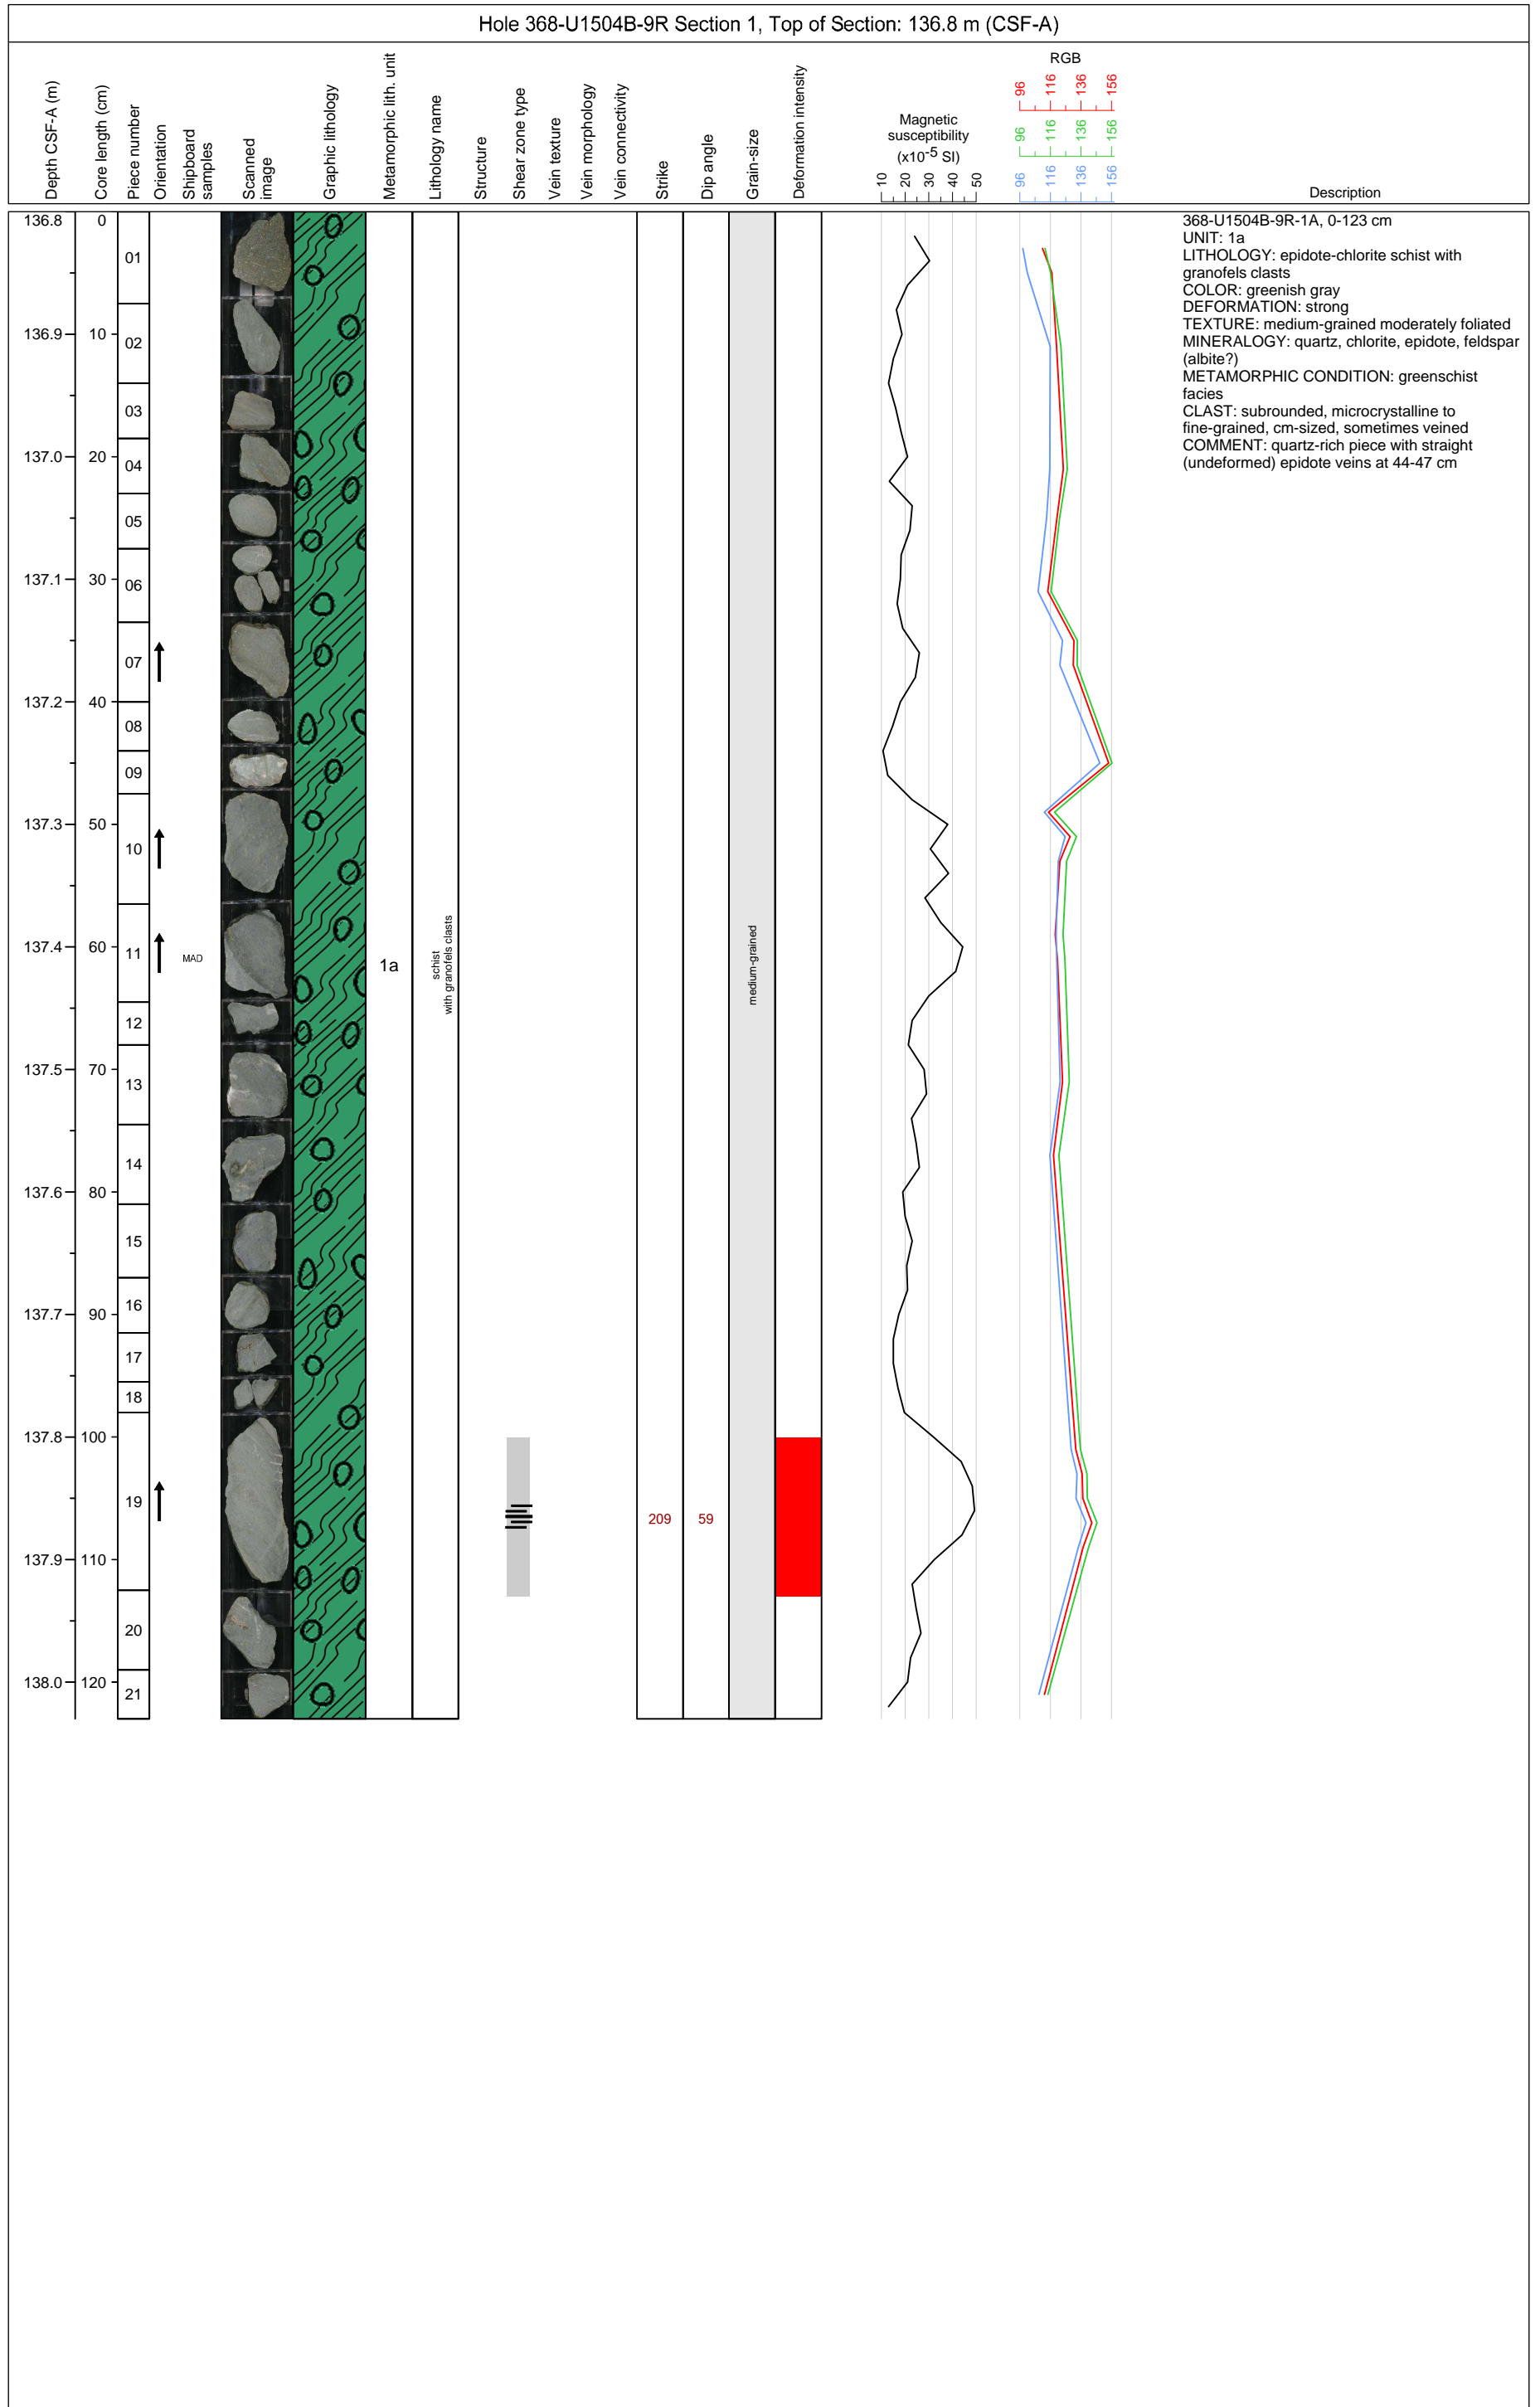 Hole 368-U1504B-9R Section 1, Top of Section: 136.8 m (CSF-A)
Depth CSF-A (m)
Core length (cm)
Piece number
Orientation
Shipboard
samples
Scanned
image
Graphic lithology
Metamorphic lith. unit
Lithology name
Structure
Shear zone type
Vein texture
Vein morphology
Vein connectivity
Strike
Dip angle
Grain-size
Deformation intensity
Magnetic
susceptibility
(x10-5 SI)
10 20 30 40 50
RGB
96 116 136 156
96 116 136 156
96 116 136 156
Description
136.8
136.9
137.0
137.1
137.2
137.3
137.4
137.5
137.6
137.7
137.8
137.9
138.0
0
10
20
30
40
50
60
70
80
90
100
110
120
01
02
03
04
05
06
07
08
09
10
11
12
13
14
15
16
17
18
19
20
21
MAD
1a
schist
with granofels clasts
209
59
medium-grained
368-U1504B-9R-1A, 0-123 cm
UNIT: 1a
LITHOLOGY: epidote-chlorite schist with
granofels clasts
COLOR: greenish gray
DEFORMATION: strong
TEXTURE: medium-grained moderately foliated
MINERALOGY: quartz, chlorite, epidote, feldspar
(albite?)
METAMORPHIC CONDITION: greenschist
facies
CLAST: subrounded, microcrystalline to
fine-grained, cm-sized, sometimes veined
COMMENT: quartz-rich piece with straight
(undeformed) epidote veins at 44-47 cm